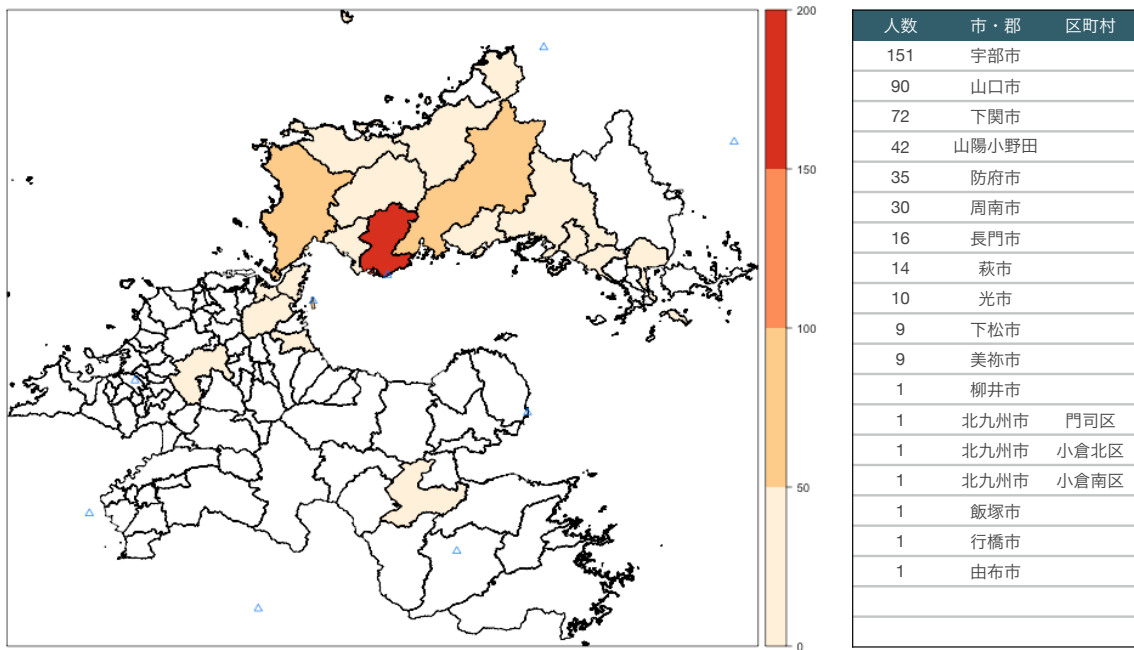 200
150
100
50
0
人数 市・郡 区町村
151 宇部市
90 山口市
72 下関市
42 山陽小野田
35 防府市
30 周南市
16 長門市
14 萩市
10 光市
9 下松市
9 美祢市
1 柳井市
1 北九州市 門司区
1 北九州市 小倉北区
1 北九州市 小倉南区
1 飯塚市
1 行橋市
1 由布市